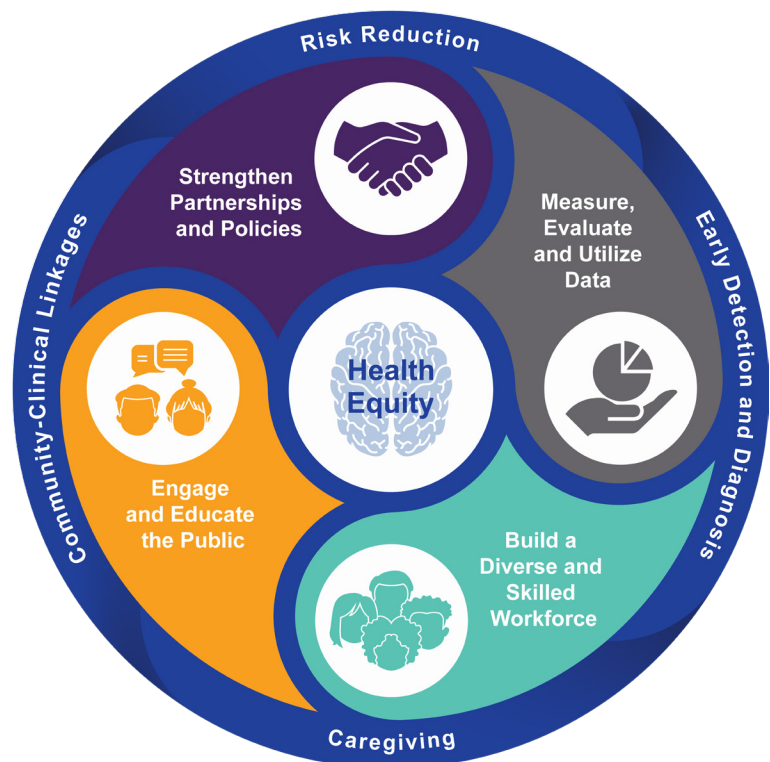 Risk Reduction
Strengthen
Partnerships
and Policies
Measure,
Evaluate
and Utilize
Data
Early Detection and Diagnosis
Community-Clinical Linkages
Health
Equity
Engage
and Educate
the Public
Build a
Diverse and
Skilled
Workforce
Caregiving